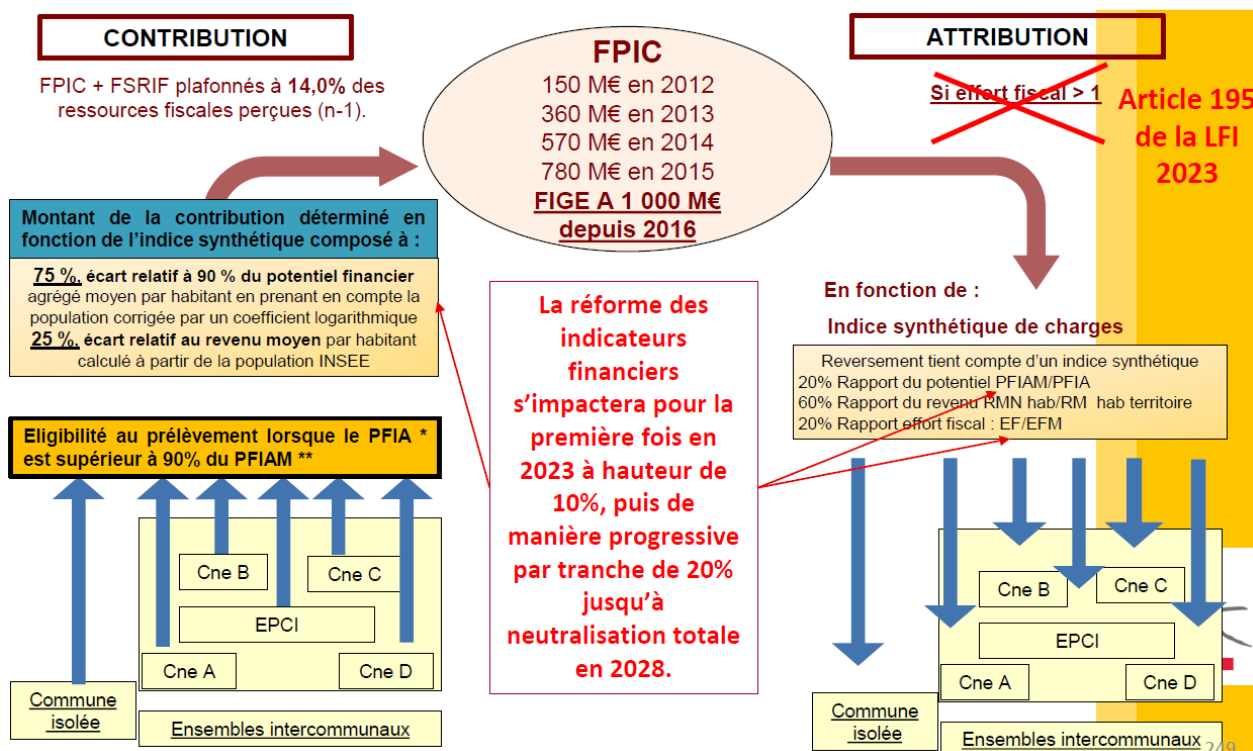 CONTRIBUTION
FPIC + FSRIF plafonnés à 14,0% des
ressources fiscales perçues (n-1).
FPIC
150 M€ en 2012
360 M€ en 2013
570 M€ en 2014
780 M€ en 2015
FIGE A 1 000 M€
depuis 2016
ATTRIBUTION
Si effort fiscal > 1
Article 195
de la LFI
2023
Montant de la contribution déterminé en
fonction de l’indice synthétique composé à :
75 %, écart relatif à 90 % du potentiel financier
agrégé moyen par habitant en prenant en compte la
population corrigée par un coefficient logarithmique
25 %, écart relatif au revenu moyen par habitant
calculé à partir de la population INSEE
Eligibilité au prélèvement lorsque le PFIA *
est supérieur à 90% du PFIAM **
Cne B
Cne C
EPCI
Cne A
Cne D
Commune
isolée
Ensembles intercommunaux
La réforme des
indicateurs
financiers
s’impactera pour la
première fois en
2023 à hauteur de
10%, puis de
manière progressive
par tranche de 20%
jusqu’à
neutralisation totale
en 2028.
En fonction de :
Indice synthétique de charges
Reversement tient compte d’un indice synthétique
20% Rapport du potentiel PFIAM/PFIA
60% Rapport du revenu RMN hab/RM hab territoire
20% Rapport effort fiscal : EF/EFM
Cne B
Cne C
EPCI
Cne A
Cne D
Commune
isolée
Ensembles intercommunaux
249